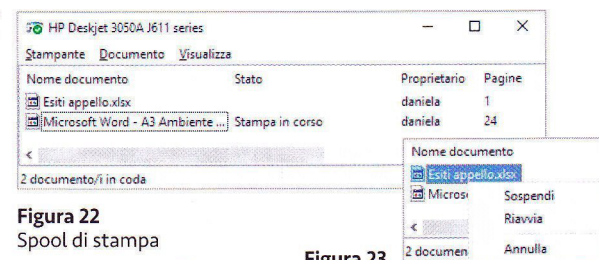 HP Deskjet 3050A J611 series
Stampante Documento Visualizza
Nome documento Stato Proprietario Pagine
Esiti appello.xlsx daniela 1
Microsoft Word - A3 Ambiente ... Stampa in corso daniela 24
2 documento/i in coda
Figura 22
Spool di stampa
Nome documento
Esiti appello.xlsx
Micros Sospendi
Riavvia
2 documen Annulla
Figura 23